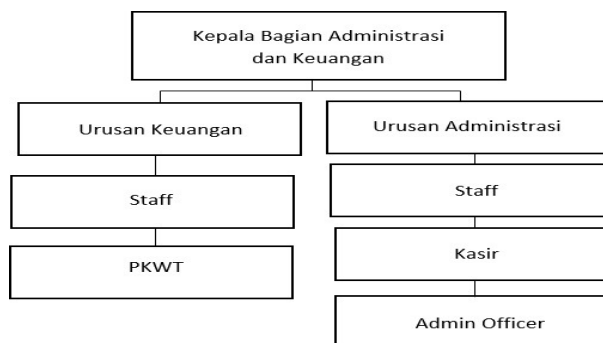 Kepala Bagian Administrasi
dan Keuangan
Urusan Keuangan
Urusan Administrasi
Staff
Staff
PKWT
Kasir
Admin Officer